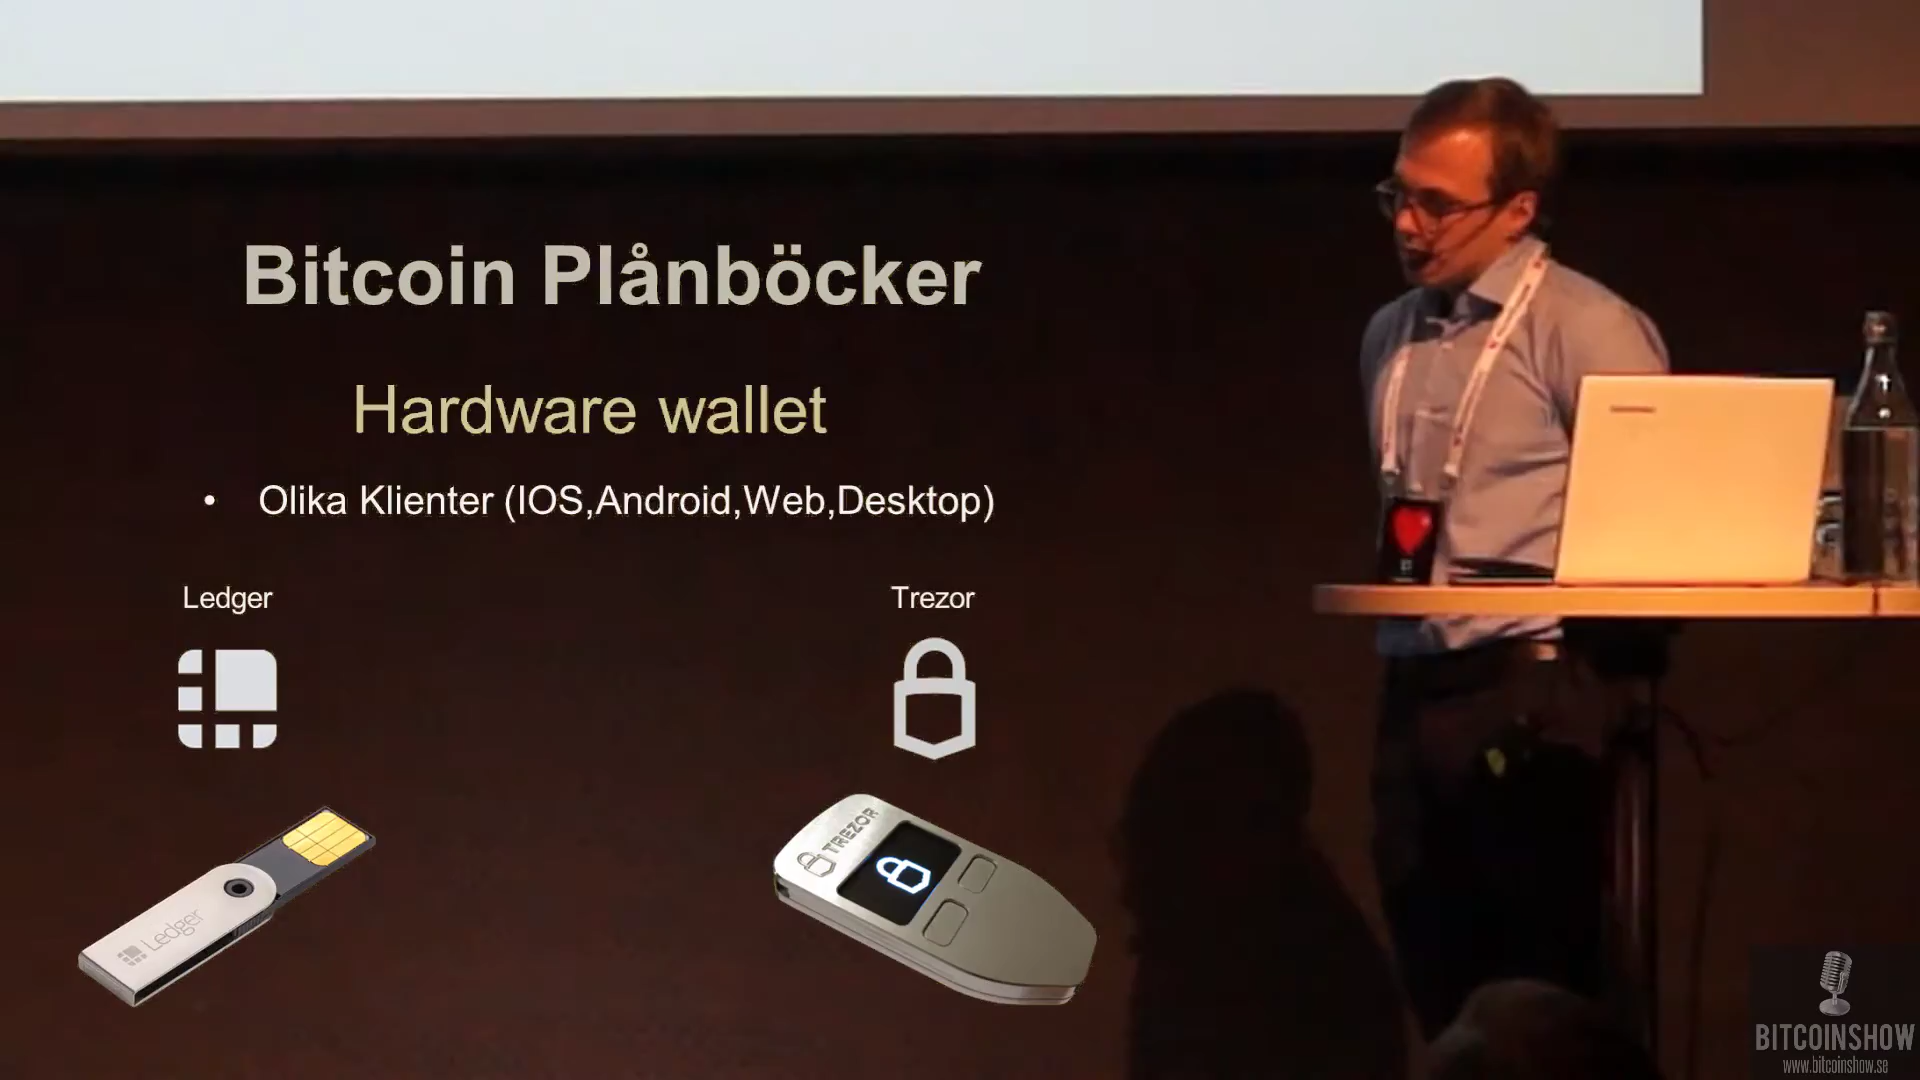 Bitcoin Plånböcker
Hardware wallet
• Olika Klienter (IOS,Android,Web,Desktop)
Ledger
Trezor
Ledger
TREZOR
BITCOINSHOW
www.bitcoinshow.se